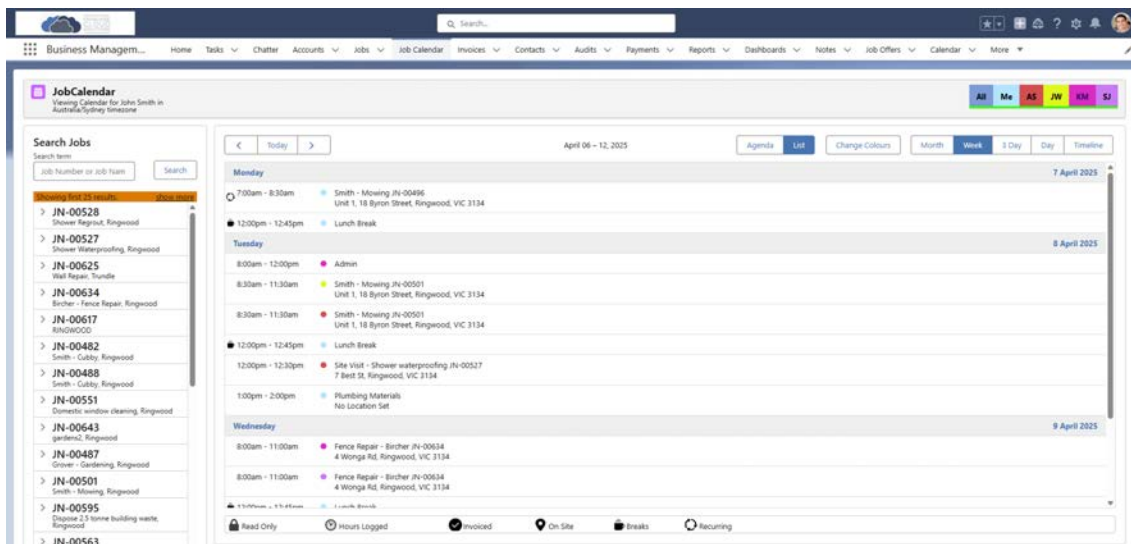 Search...
Business Managem... Home Tasks Chatter Accounts Jobs Job Calendar Invoices Contacts Audits Payments Reports Dashboards Notes Job Offers Calendar More
JobCalendar
Viewing Calendar for John Smith in
Australia/Sydney timezone
All Me AS JW KM SJ
Search Jobs
Search term
Job Number or Job Nam Search
Showing first 25 results. show more
JN-00528
Shower Regrout, Ringwood
JN-00527
Shower Waterproofing, Ringwood
JN-00625
Wall Repair, Trundle
JN-00634
Bircher - Fence Repair, Ringwood
JN-00617
RINGWOOD
JN-00482
Smith - Cubby, Ringwood
JN-00488
Smith - Cubby, Ringwood
JN-00551
Domestic window cleaning, Ringwood
JN-00643
gardens2, Ringwood
JN-00487
Grover - Gardening, Ringwood
JN-00501
Smith - Mowing, Ringwood
JN-00595
Dispose 2.5 tonne building waste,
Ringwood
JN-00563
Today April 06 – 12, 2025 Agenda List Change Colours Month Week 3 Day Day Timeline
Monday 7 April 2025
7:00am - 8:30am Smith - Mowing JN-00496
Unit 1, 18 Byron Street, Ringwood, VIC 3134
12:00pm - 12:45pm Lunch Break
Tuesday 8 April 2025
8:00am - 12:00pm Admin
8:30am - 11:30am Smith - Mowing JN-00501
Unit 1, 18 Byron Street, Ringwood, VIC 3134
8:30am - 11:30am Smith - Mowing JN-00501
Unit 1, 18 Byron Street, Ringwood, VIC 3134
12:00pm - 12:45pm Lunch Break
12:00pm - 12:30pm Site Visit - Shower waterproofing JN-00527
7 Best St, Ringwood, VIC 3134
1:00pm - 2:00pm Plumbing Materials
No Location Set
Wednesday 9 April 2025
8:00am - 11:00am Fence Repair - Bircher JN-00634
4 Wonga Rd, Ringwood, VIC 3134
8:00am - 11:00am Fence Repair - Bircher JN-00634
4 Wonga Rd, Ringwood, VIC 3134
12:00pm - 12:45pm Lunch Break
Read Only Hours Logged Invoiced On Site Breaks Recurring